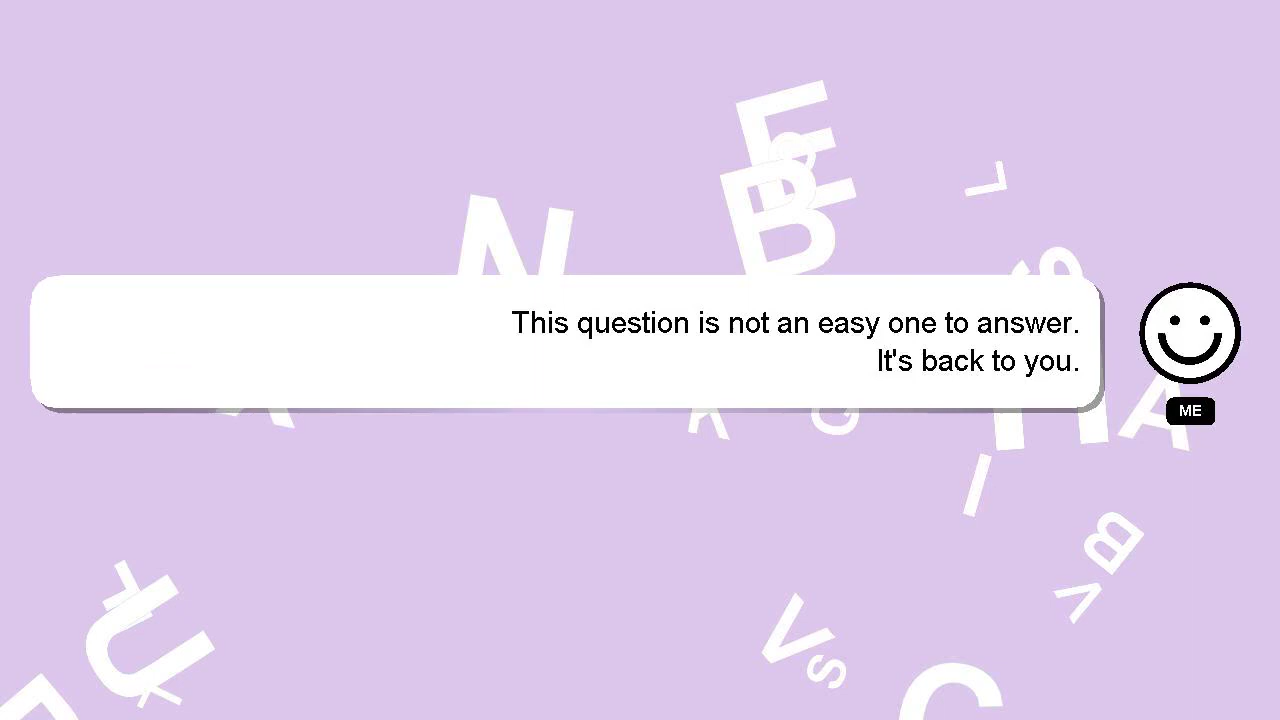 E
B
L
N
S
This question is not an easy one to answer.
It's back to you.
ME
K
G
A
I
B
V
U
V
S
C